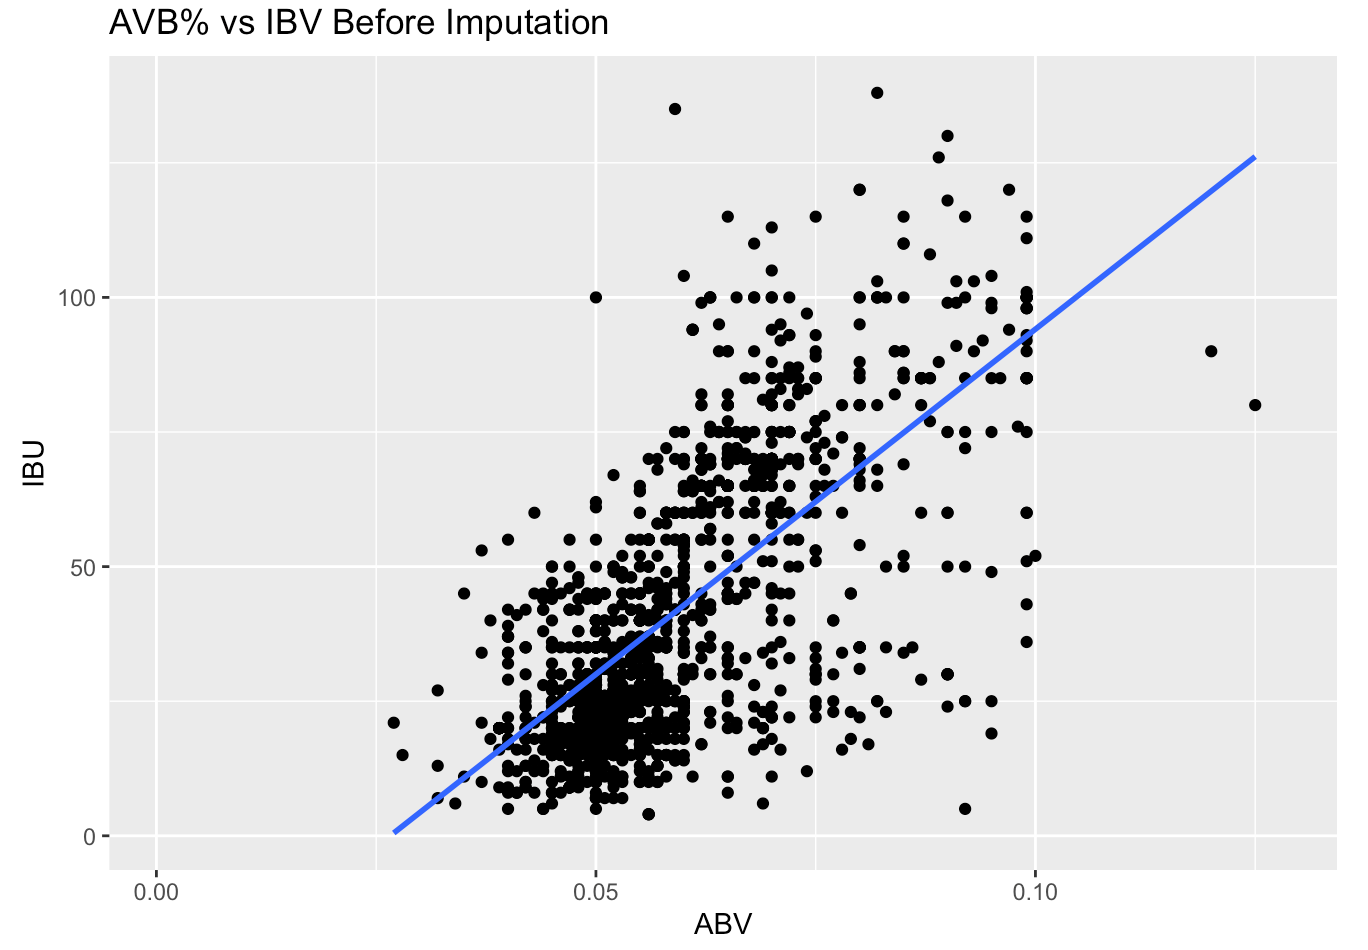 AVB% vs IBV Before Imputation
100
50
0
IBU
0.00 0.05 0.10
ABV